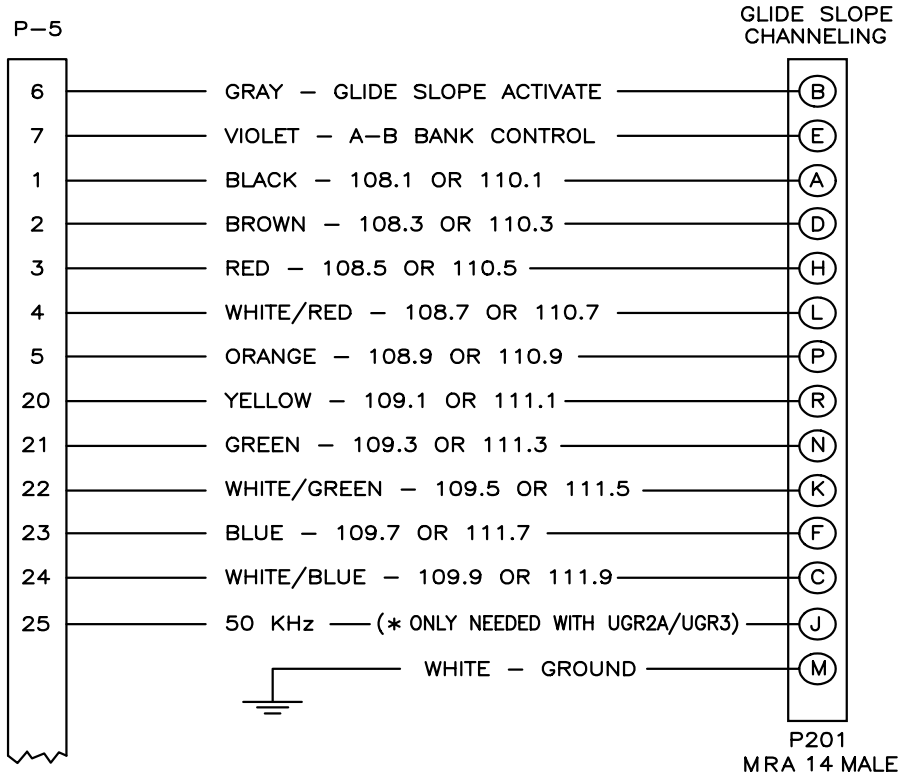 P-5
GLIDE SLOPE
CHANNELING
6 GRAY - GLIDE SLOPE ACTIVATE B
7 VIOLET - A-B BANK CONTROL E
1 BLACK - 108.1 OR 110.1 A
2 BROWN - 108.3 OR 110.3 D
3 RED - 108.5 OR 110.5 H
4 WHITE/RED - 108.7 OR 110.7 L
5 ORANGE - 108.9 OR 110.9 P
20 YELLOW - 109.1 OR 111.1 R
21 GREEN - 109.3 OR 111.3 N
22 WHITE/GREEN - 109.5 OR 111.5 K
23 BLUE - 109.7 OR 111.7 F
24 WHITE/BLUE - 109.9 OR 111.9 C
25 50 KHz (* ONLY NEEDED WITH UGR2A/UGR3) J
WHITE - GROUND M
P201
MRA 14 MALE